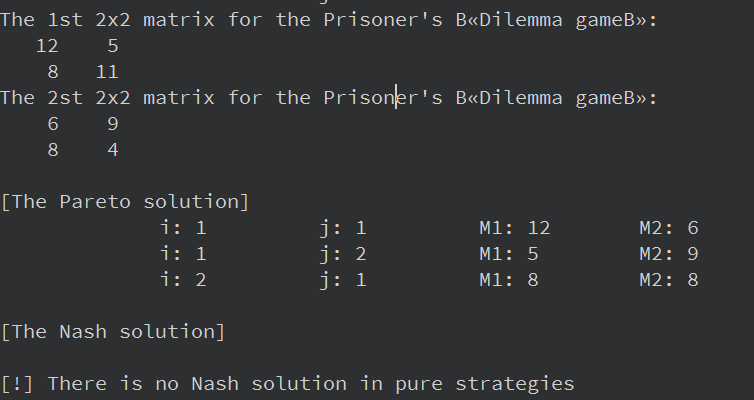 The 1st 2x2 matrix for the Prisoner's B«Dilemma gameB»:
12 5
8 11
The 2st 2x2 matrix for the Prisoner's B«Dilemma gameB»:
6 9
8 4
[The Pareto solution]
i: 1 j: 1 M1: 12 M2: 6
i: 1 j: 2 M1: 5 M2: 9
i: 2 j: 1 M1: 8 M2: 8
[The Nash solution]
[!] There is no Nash solution in pure strategies